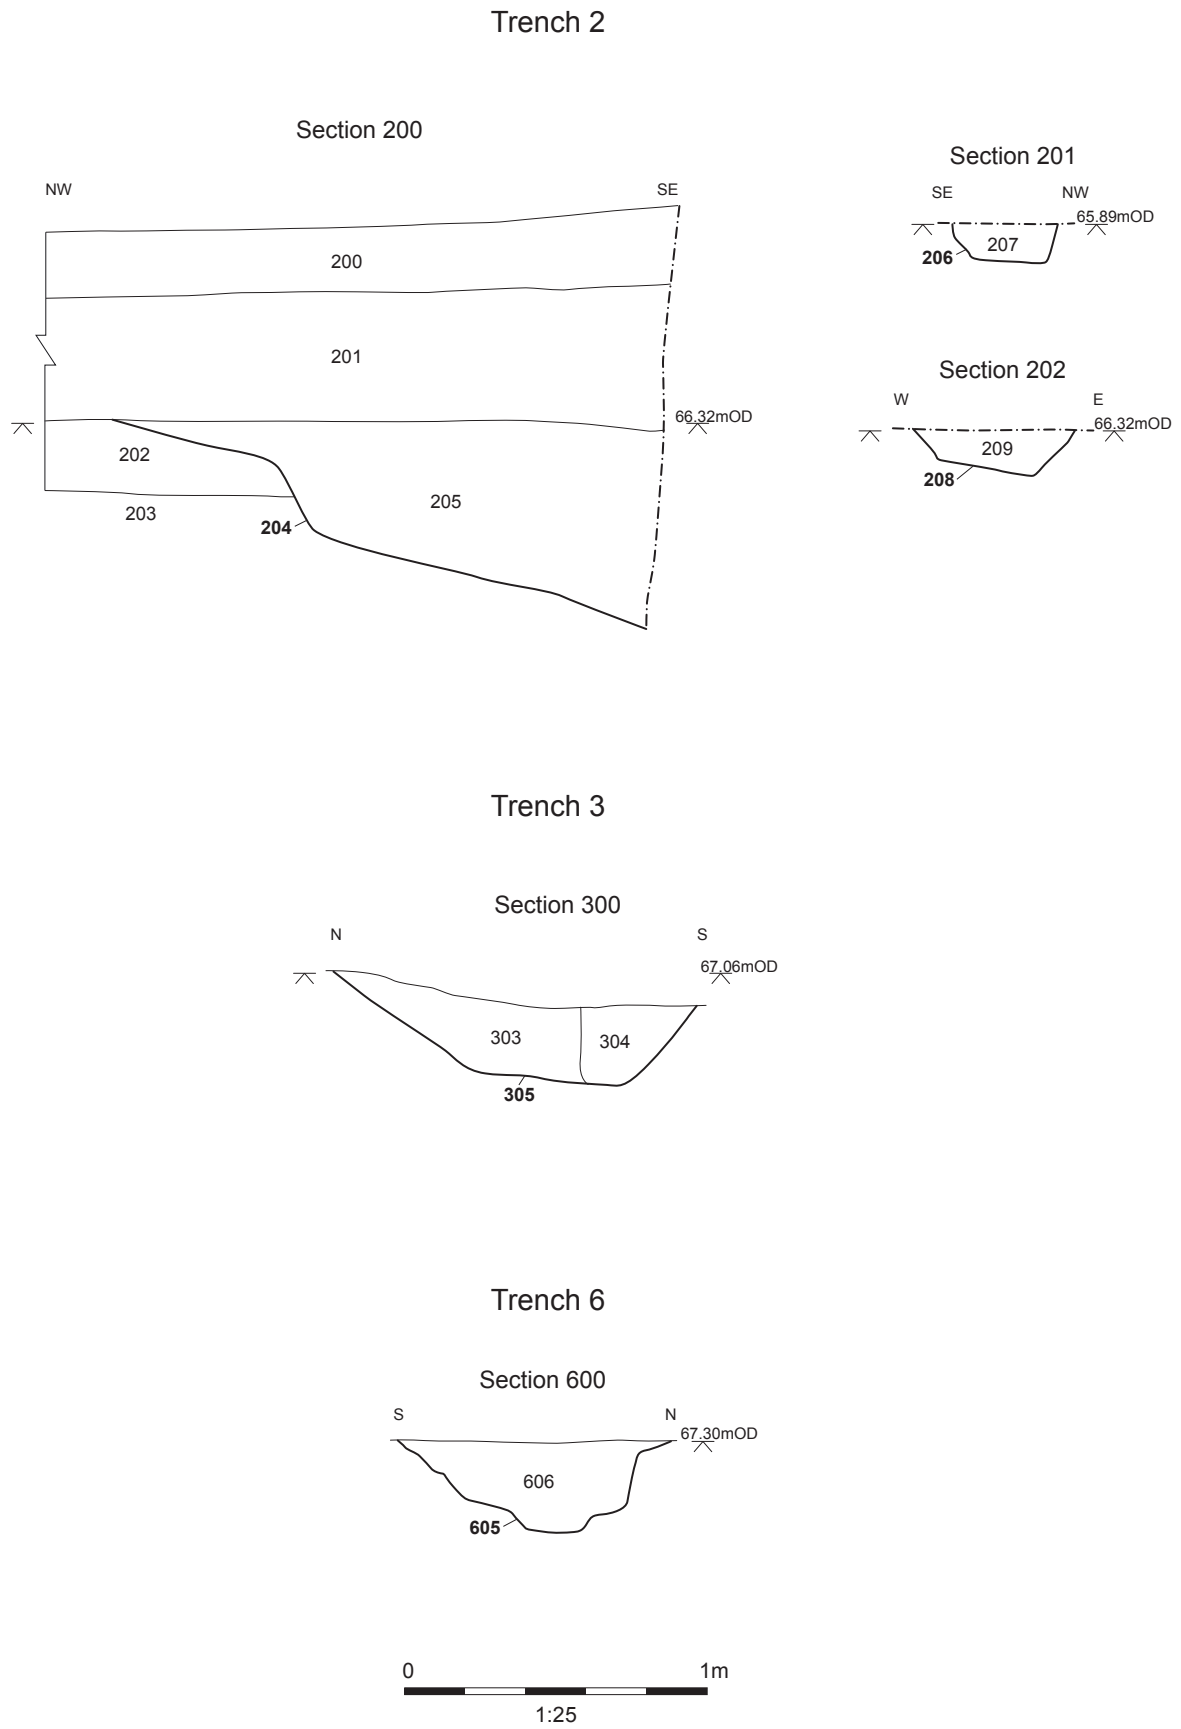 Trench 2
Section 200
NW
SE
200
201
66.32mOD
202
203
204
205
Section 201
SE
NW
65.89mOD
207
206
Section 202
W
E
66.32mOD
209
208
Trench 3
Section 300
N
S
67.06mOD
303
304
305
Trench 6
Section 600
S
N
67.30mOD
606
605
0
1m
1:25